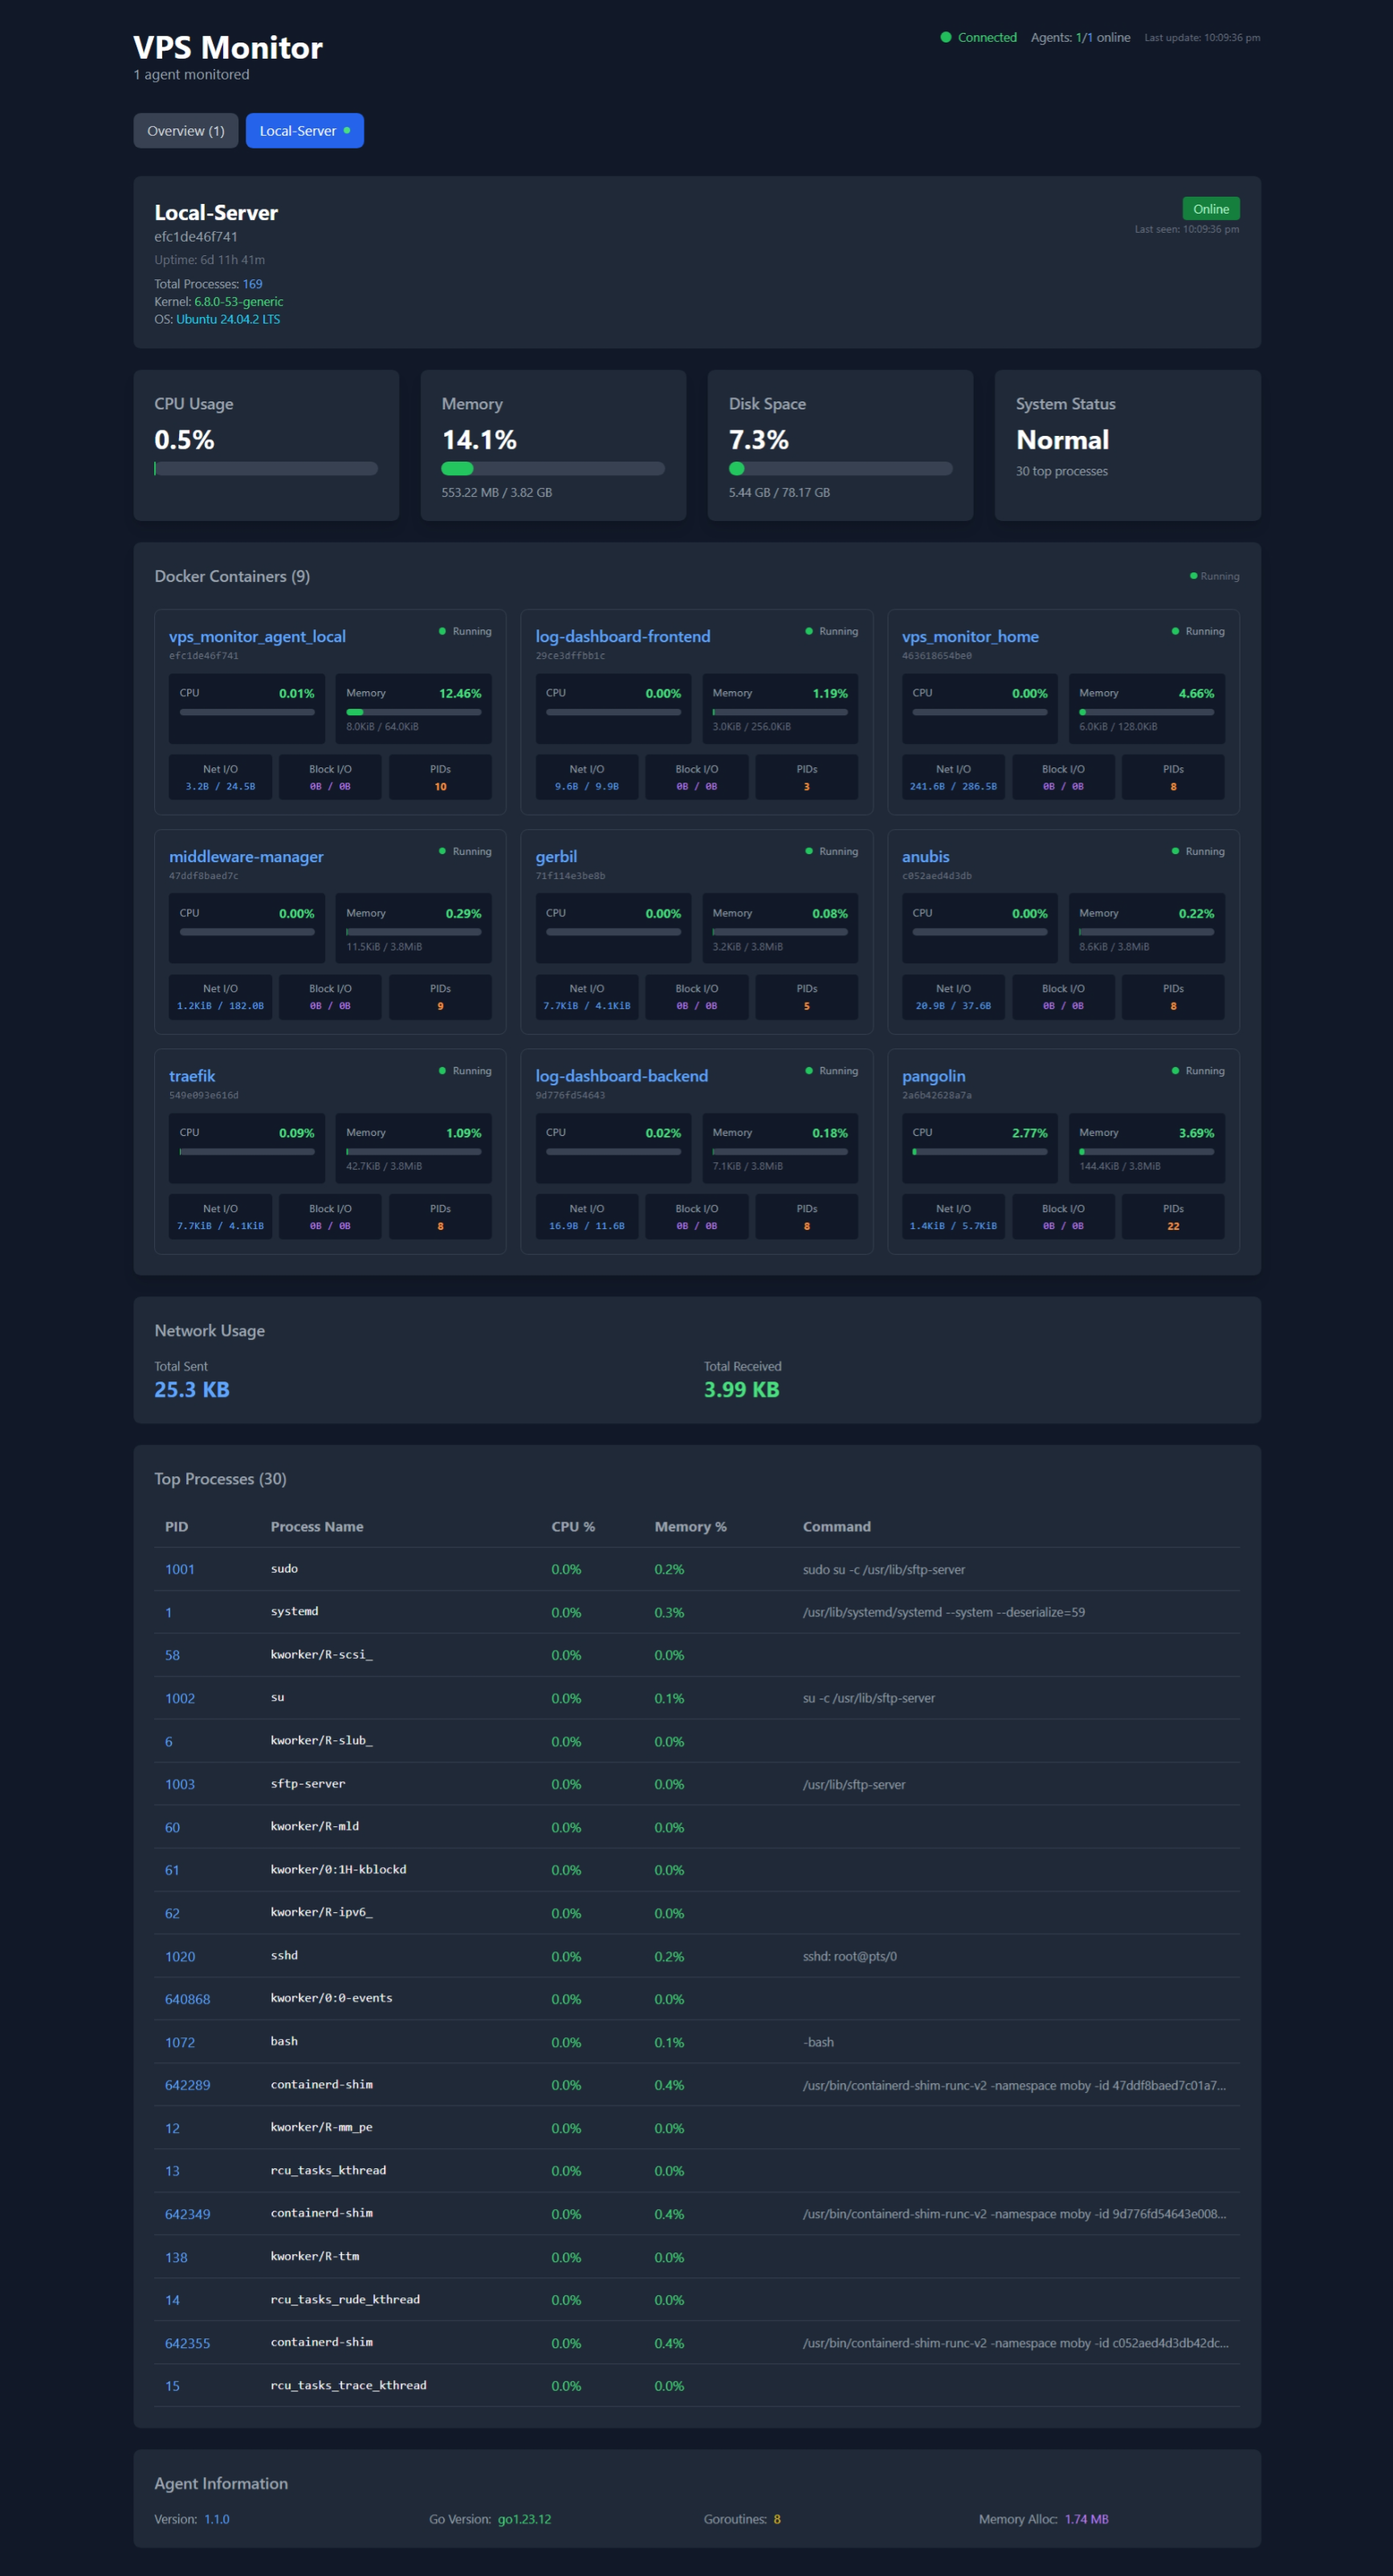 VPS Monitor
1 agent monitored
Connected Agents: 1/1 online Last update: 10:09:36 pm
Overview (1) Local-Server
Local-Server
efc1de46f741
Uptime: 6d 11h 41m
Total Processes: 169
Kernel: 6.8.0-53-generic
OS: Ubuntu 24.04.2 LTS
Online
Last seen: 10:09:36 pm
CPU Usage
0.5%
Memory
14.1%
553.22 MB / 3.82 GB
Disk Space
7.3%
5.44 GB / 78.17 GB
System Status
Normal
30 top processes
Docker Containers (9)
Running
vps_monitor_agent_local
Running
efc1de46f741
CPU 0.01%
Memory 12.46%
8.0KiB / 64.0KiB
Net I/O
3.2B / 24.5B
Block I/O
0B / 0B
PIDs
10
log-dashboard-frontend
Running
29ce3dffbb1c
CPU 0.00%
Memory 1.19%
3.0KiB / 256.0KiB
Net I/O
9.6B / 9.9B
Block I/O
0B / 0B
PIDs
3
vps_monitor_home
Running
463618654be0
CPU 0.00%
Memory 4.66%
6.0KiB / 128.0KiB
Net I/O
241.6B / 286.5B
Block I/O
0B / 0B
PIDs
8
middleware-manager
Running
47ddf8baed7c
CPU 0.00%
Memory 0.29%
11.5KiB / 3.8MiB
Net I/O
1.2KiB / 182.0B
Block I/O
0B / 0B
PIDs
9
gerbil
Running
71f114e3be8b
CPU 0.00%
Memory 0.08%
3.2KiB / 3.8MiB
Net I/O
7.7KiB / 4.1KiB
Block I/O
0B / 0B
PIDs
5
anubis
Running
c052aed4d3db
CPU 0.00%
Memory 0.22%
8.6KiB / 3.8MiB
Net I/O
20.9B / 37.6B
Block I/O
0B / 0B
PIDs
8
traefik
Running
549e093e616d
CPU 0.09%
Memory 1.09%
42.7KiB / 3.8MiB
Net I/O
7.7KiB / 4.1KiB
Block I/O
0B / 0B
PIDs
8
log-dashboard-backend
Running
9d776fd54643
CPU 0.02%
Memory 0.18%
7.1KiB / 3.8MiB
Net I/O
16.9B / 11.6B
Block I/O
0B / 0B
PIDs
8
pangolin
Running
2a6b42628a7a
CPU 2.77%
Memory 3.69%
144.4KiB / 3.8MiB
Net I/O
1.4KiB / 5.7KiB
Block I/O
0B / 0B
PIDs
22
Network Usage
Total Sent
25.3 KB
Total Received
3.99 KB
Top Processes (30)
PID Process Name CPU % Memory % Command
1001 sudo 0.0% 0.2% sudo su -c /usr/lib/sftp-server
1 systemd 0.0% 0.3% /usr/lib/systemd/systemd --system --deserialize=59
58 kworker/R-scsi_ 0.0% 0.0%
1002 su 0.0% 0.1% su -c /usr/lib/sftp-server
6 kworker/R-slub_ 0.0% 0.0%
1003 sftp-server 0.0% 0.0% /usr/lib/sftp-server
60 kworker/R-mld 0.0% 0.0%
61 kworker/0:1H-kblockd 0.0% 0.0%
62 kworker/R-ipv6_ 0.0% 0.0%
1020 sshd 0.0% 0.2% sshd: root@pts/0
640868 kworker/0:0-events 0.0% 0.0%
1072 bash 0.0% 0.1% -bash
642289 containerd-shim 0.0% 0.4% /usr/bin/containerd-shim-runc-v2 -namespace moby -id 47ddf8baed7c01a7...
12 kworker/R-mm_pe 0.0% 0.0%
13 rcu_tasks_kthread 0.0% 0.0%
642349 containerd-shim 0.0% 0.4% /usr/bin/containerd-shim-runc-v2 -namespace moby -id 9d776fd54643e008...
138 kworker/R-ttm 0.0% 0.0%
14 rcu_tasks_rude_kthread 0.0% 0.0%
642355 containerd-shim 0.0% 0.4% /usr/bin/containerd-shim-runc-v2 -namespace moby -id c052aed4d3db42dc...
15 rcu_tasks_trace_kthread 0.0% 0.0%
Agent Information
Version: 1.1.0 Go Version: go1.23.12 Goroutines: 8 Memory Alloc: 1.74 MB